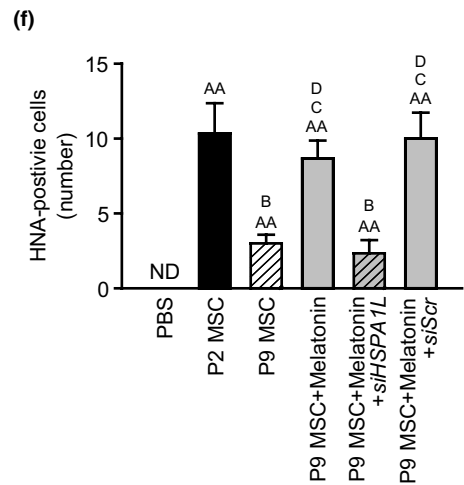 (f)
HNA-postivie cells
(number)
15
10
5
0
ND
AA
B
AA
D
C
AA
B
AA
D
C
AA
PBS
P2 MSC
P9 MSC
P9 MSC+Melatonin
P9 MSC+Melatonin
+siHSPA1L
P9 MSC+Melatonin
+siScr